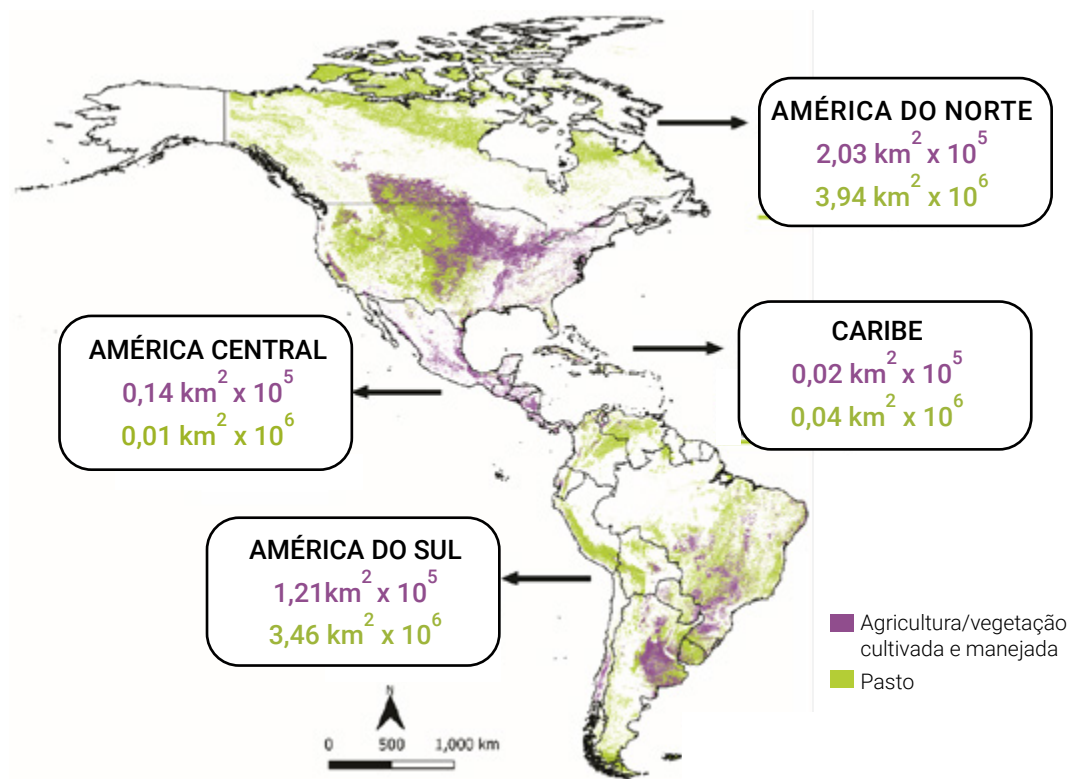 AMÉRICA DO NORTE
2,03 km² x 10⁵
3,94 km² x 10⁶
CARIBE
0,02 km² x 10⁵
0,04 km² x 10⁶
AMÉRICA CENTRAL
0,14 km² x 10⁵
0,01 km² x 10⁶
AMÉRICA DO SUL
1,21km² x 10⁵
3,46 km² x 10⁶
Agricultura/vegetação
cultivada e manejada
Pasto
N
0 500 1,000 km